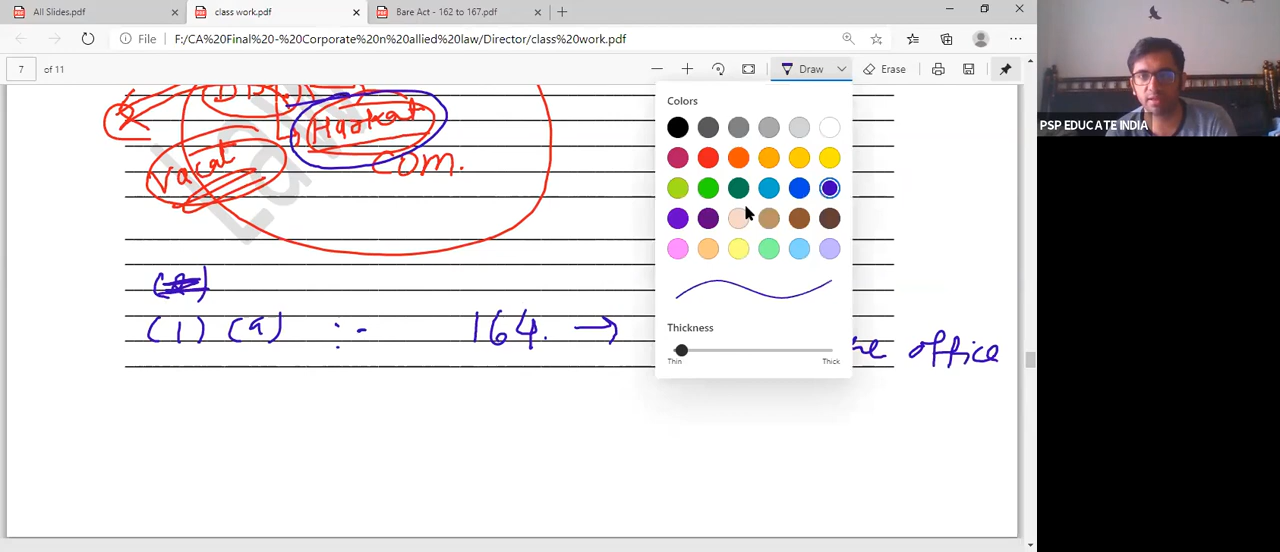 All Slides.pdf
class work.pdf
Bare Act - 162 to 167.pdf
File
F:/CA%20Final%20-%20Corporate%20n%20allied%20law/Director/class%20work.pdf
7 of 11
Draw
Erase
Colors
Thickness
Thin
Thick
PSP EDUCATE INDIA
Harkat
Vacat
COM.
(1) (a) :- 164. →
office